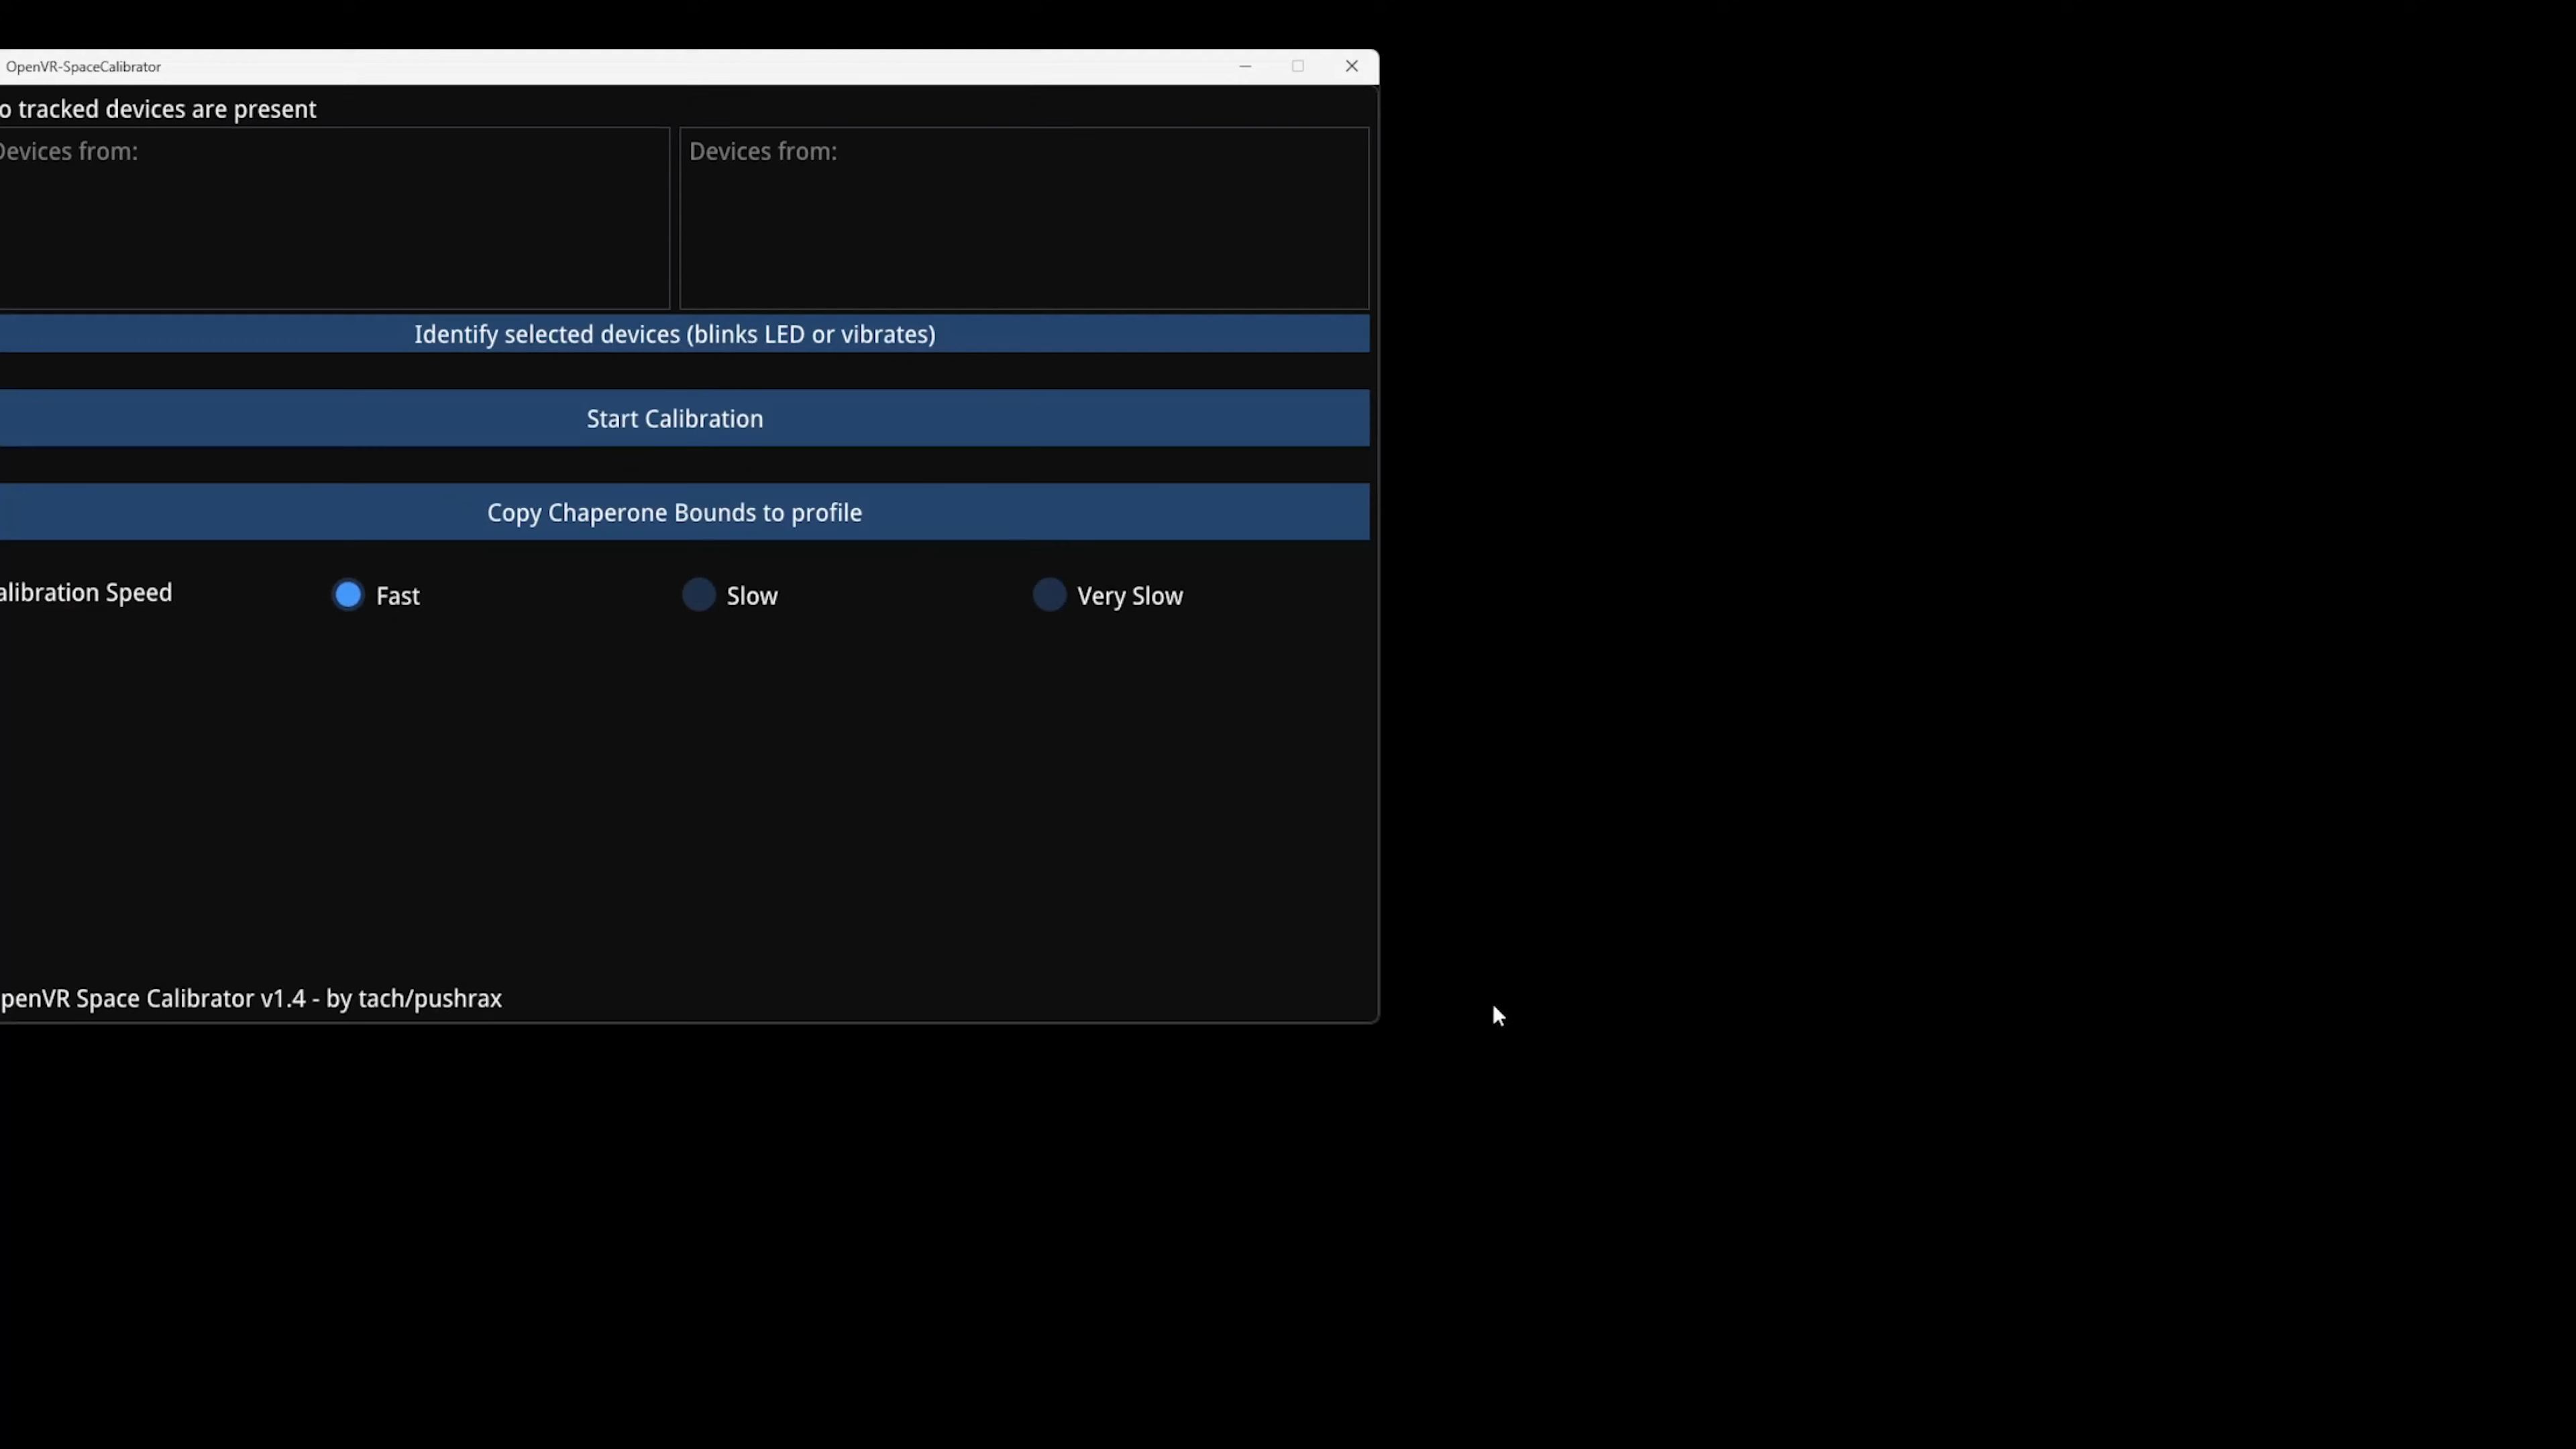 OpenVR-SpaceCalibrator
o tracked devices are present
Devices from:
Devices from:
Identify selected devices (blinks LED or vibrates)
Start Calibration
Copy Chaperone Bounds to profile
alibration Speed
Fast
Slow
Very Slow
penVR Space Calibrator v1.4 - by tach/pushrax